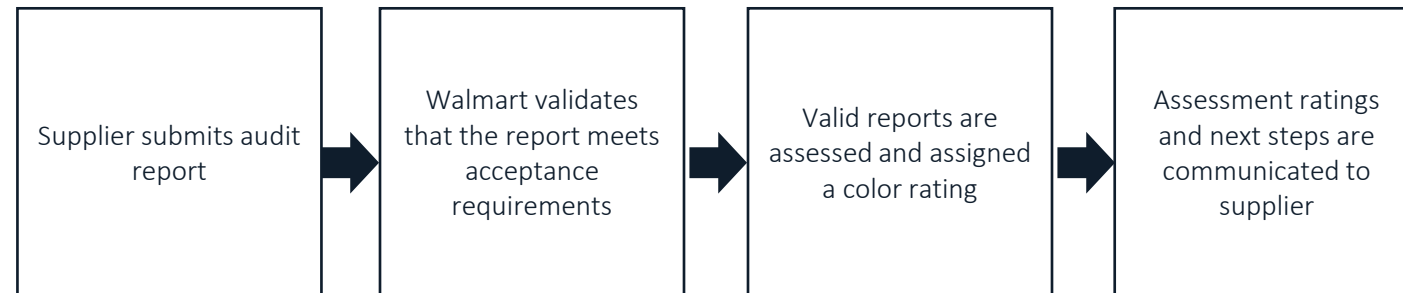 Supplier submits audit
report
Walmart validates
that the report meets
acceptance
requirements
Valid reports are
assessed and assigned
a color rating
Assessment ratings
and next steps are
communicated to
supplier